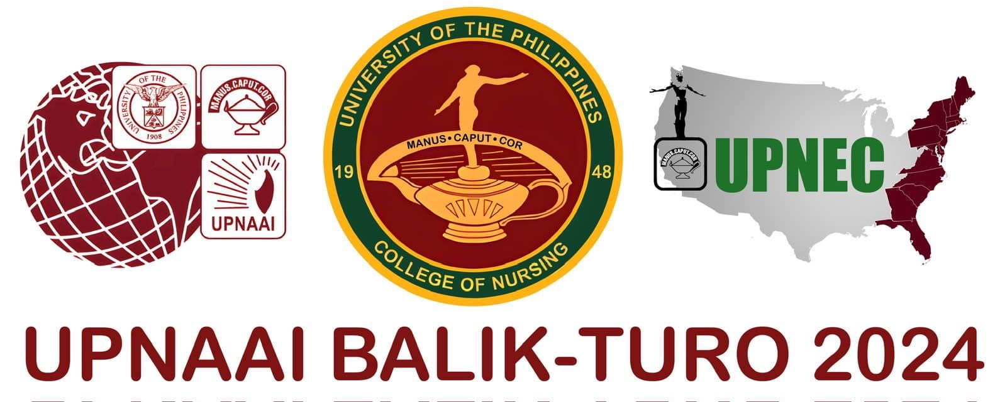 OF THE
UNIVERSITY
PHILIPPINES
1908
MANUS.CAPUT.COR
UPNAAI
UNIVERSITY OF THE PHILIPPINES
MANUS • CAPUT • COR
19
48
COLLEGE OF NURSING
MANUS.CAPUT.COR
UPNEC
UPNAAI BALIK-TURO 2024